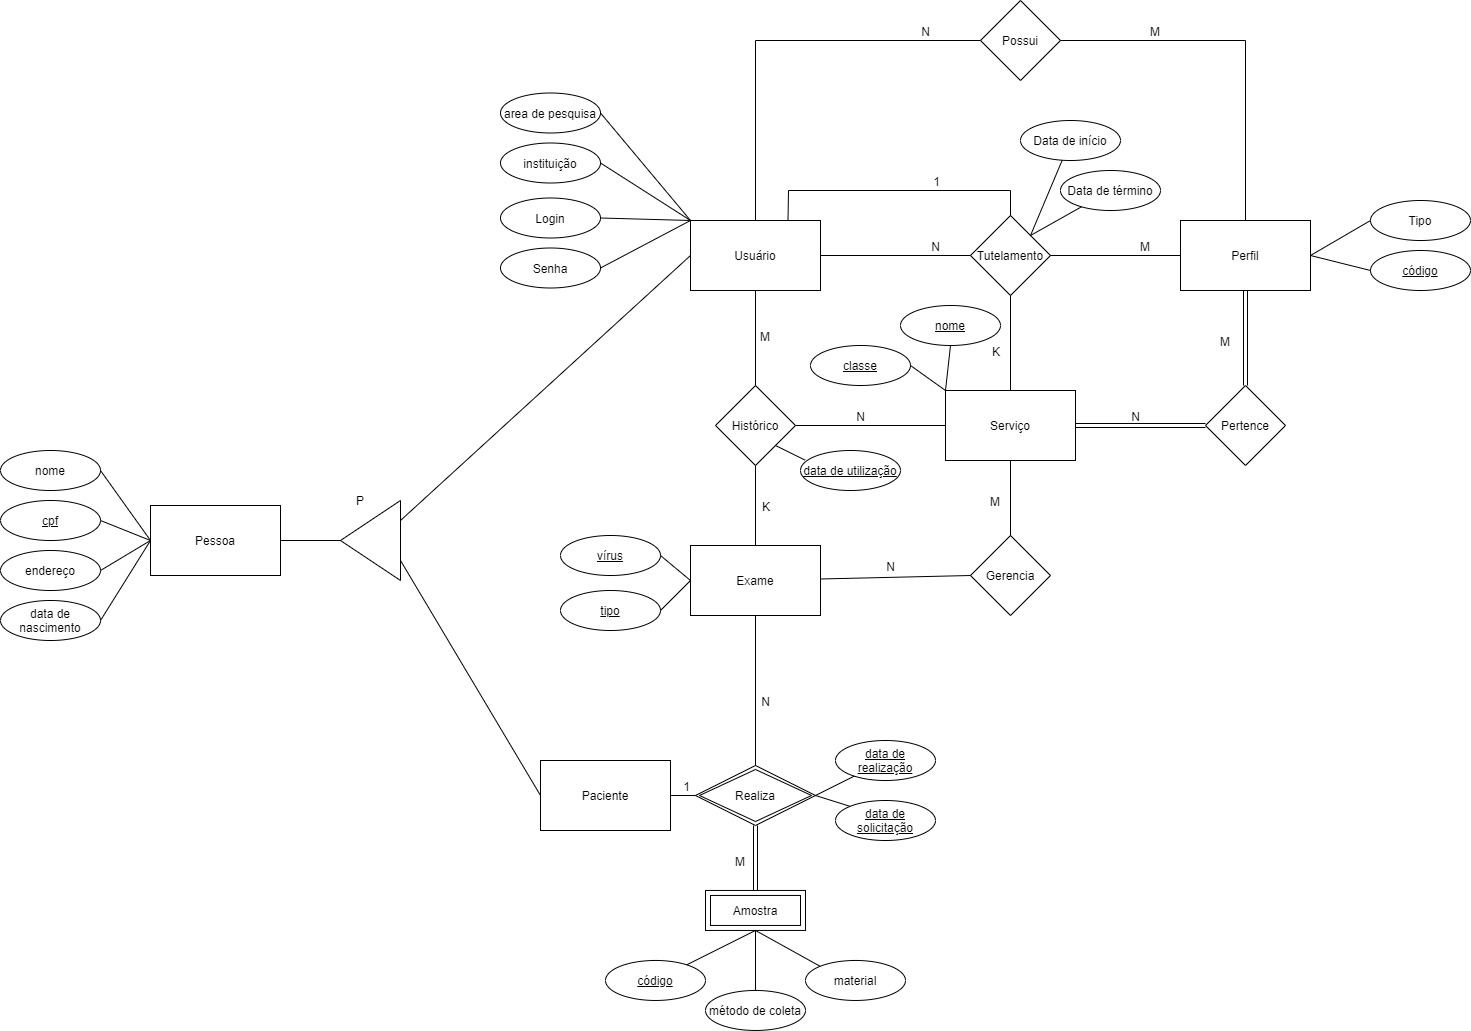 N
Possui
M
area de pesquisa
instituição
Login
Senha
Usuário
1
N
Tutelamento
Data de início
Data de término
M
Perfil
Tipo
código
M
K
M
nome
classe
Histórico
N
Serviço
N
Pertence
data de utilização
K
M
P
nome
cpf
endereço
data de
nascimento
Pessoa
vírus
tipo
Exame
N
Gerencia
N
Paciente
1
Realiza
data de
realização
data de
solicitação
M
Amostra
código
método de coleta
material